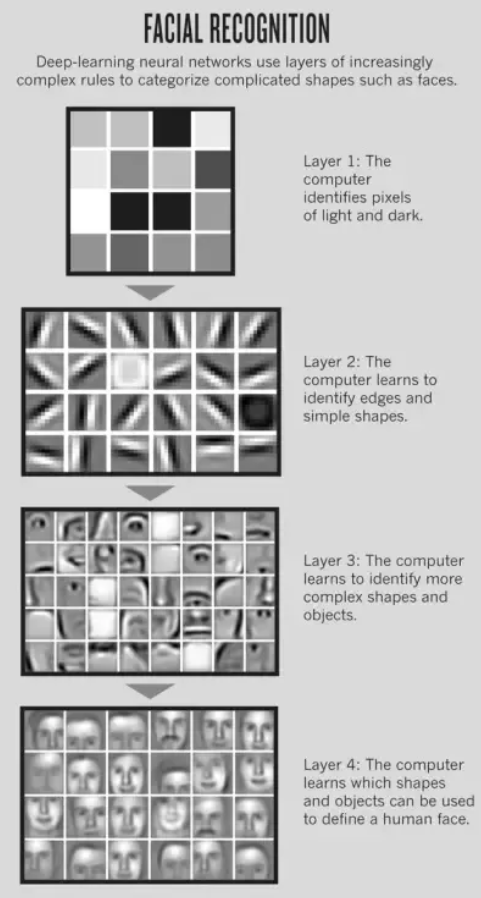 FACIAL RECOGNITION
Deep-learning neural networks use layers of increasingly
complex rules to categorize complicated shapes such as faces.
Layer 1: The
computer
identifies pixels
of light and dark.
Layer 2: The
computer learns to
identify edges and
simple shapes.
Layer 3: The computer
learns to identify more
complex shapes and
objects.
Layer 4: The computer
learns which shapes
and objects can be used
to define a human face.